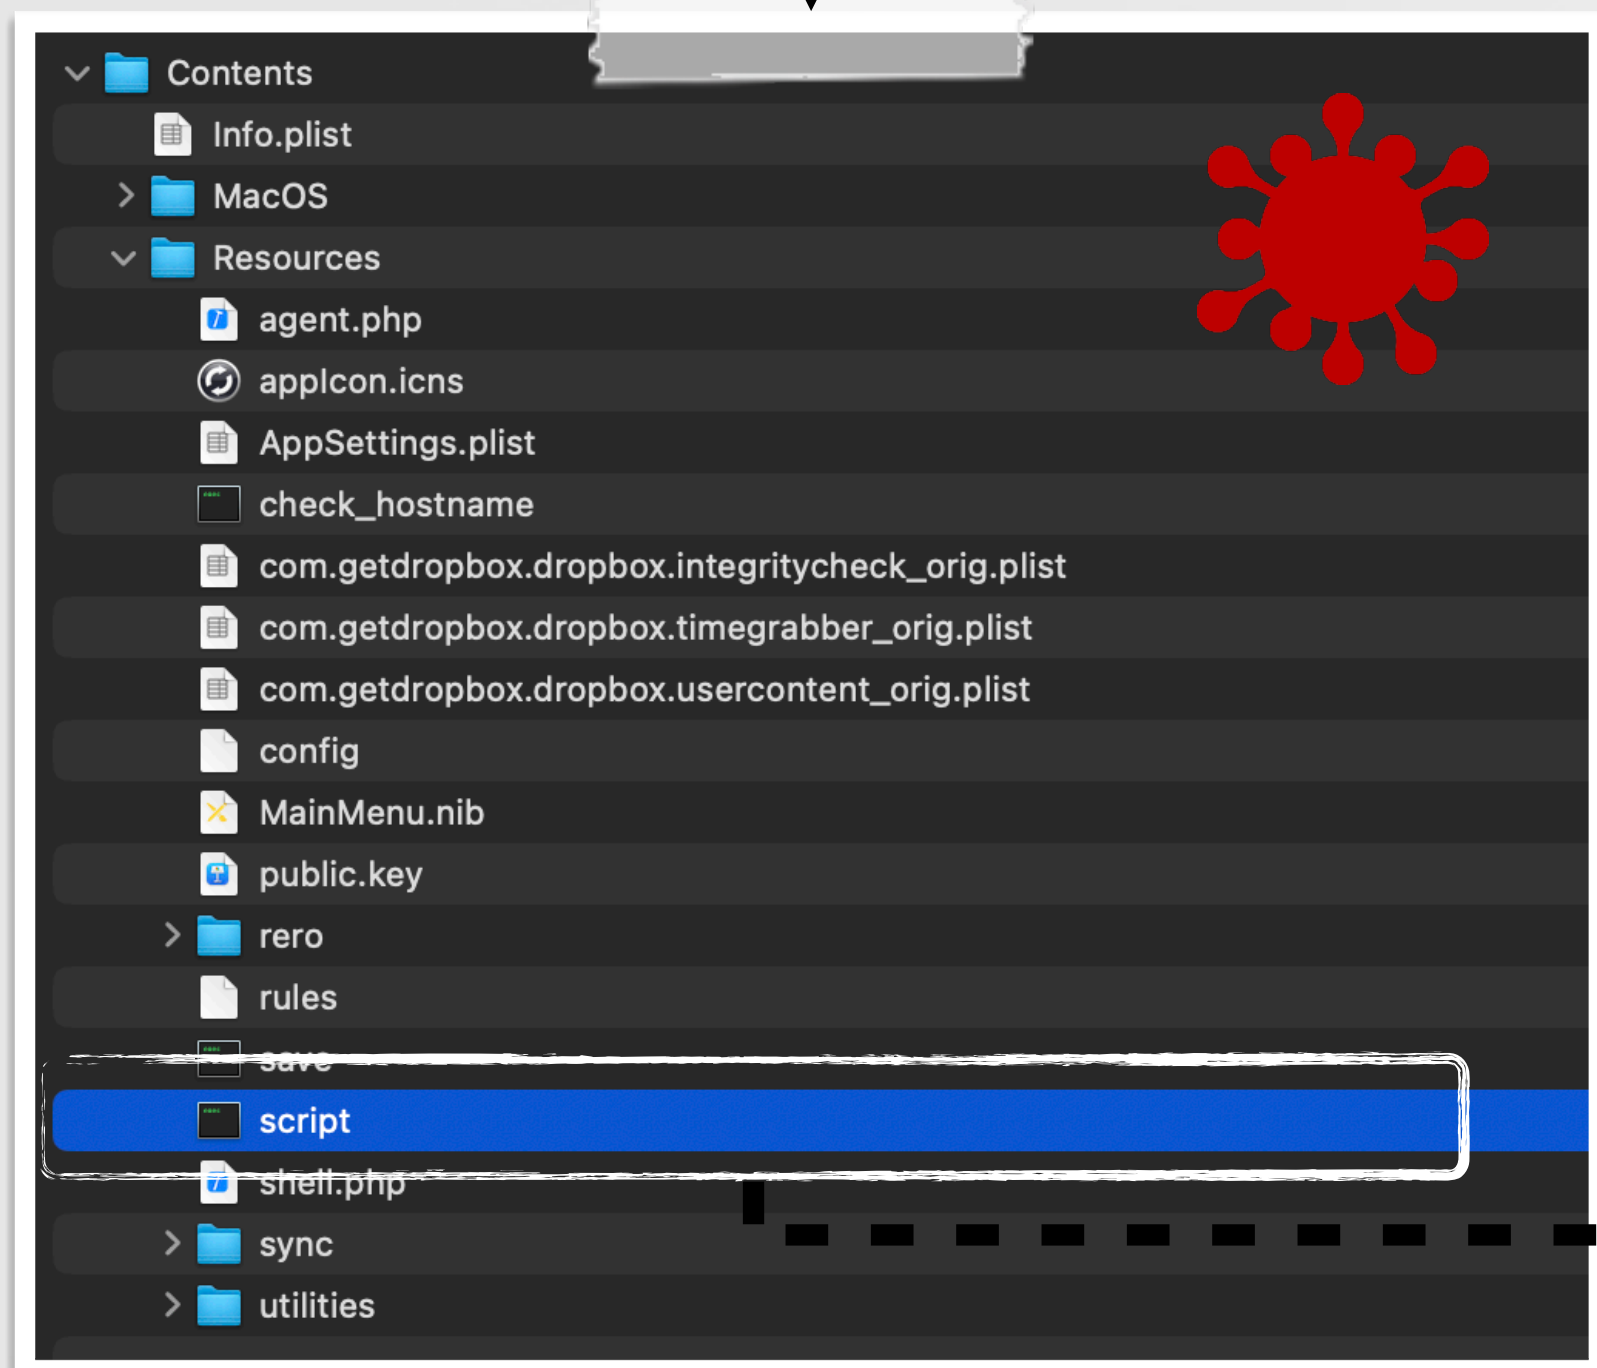 Contents
Info.plist
MacOS
Resources
agent.php
appIcon.icns
AppSettings.plist
check_hostname
com.getdropbox.dropbox.integritycheck_orig.plist
com.getdropbox.dropbox.timegrabber_orig.plist
com.getdropbox.dropbox.usercontent_orig.plist
config
MainMenu.nib
public.key
rero
rules
save
script
shell.php
sync
utilities